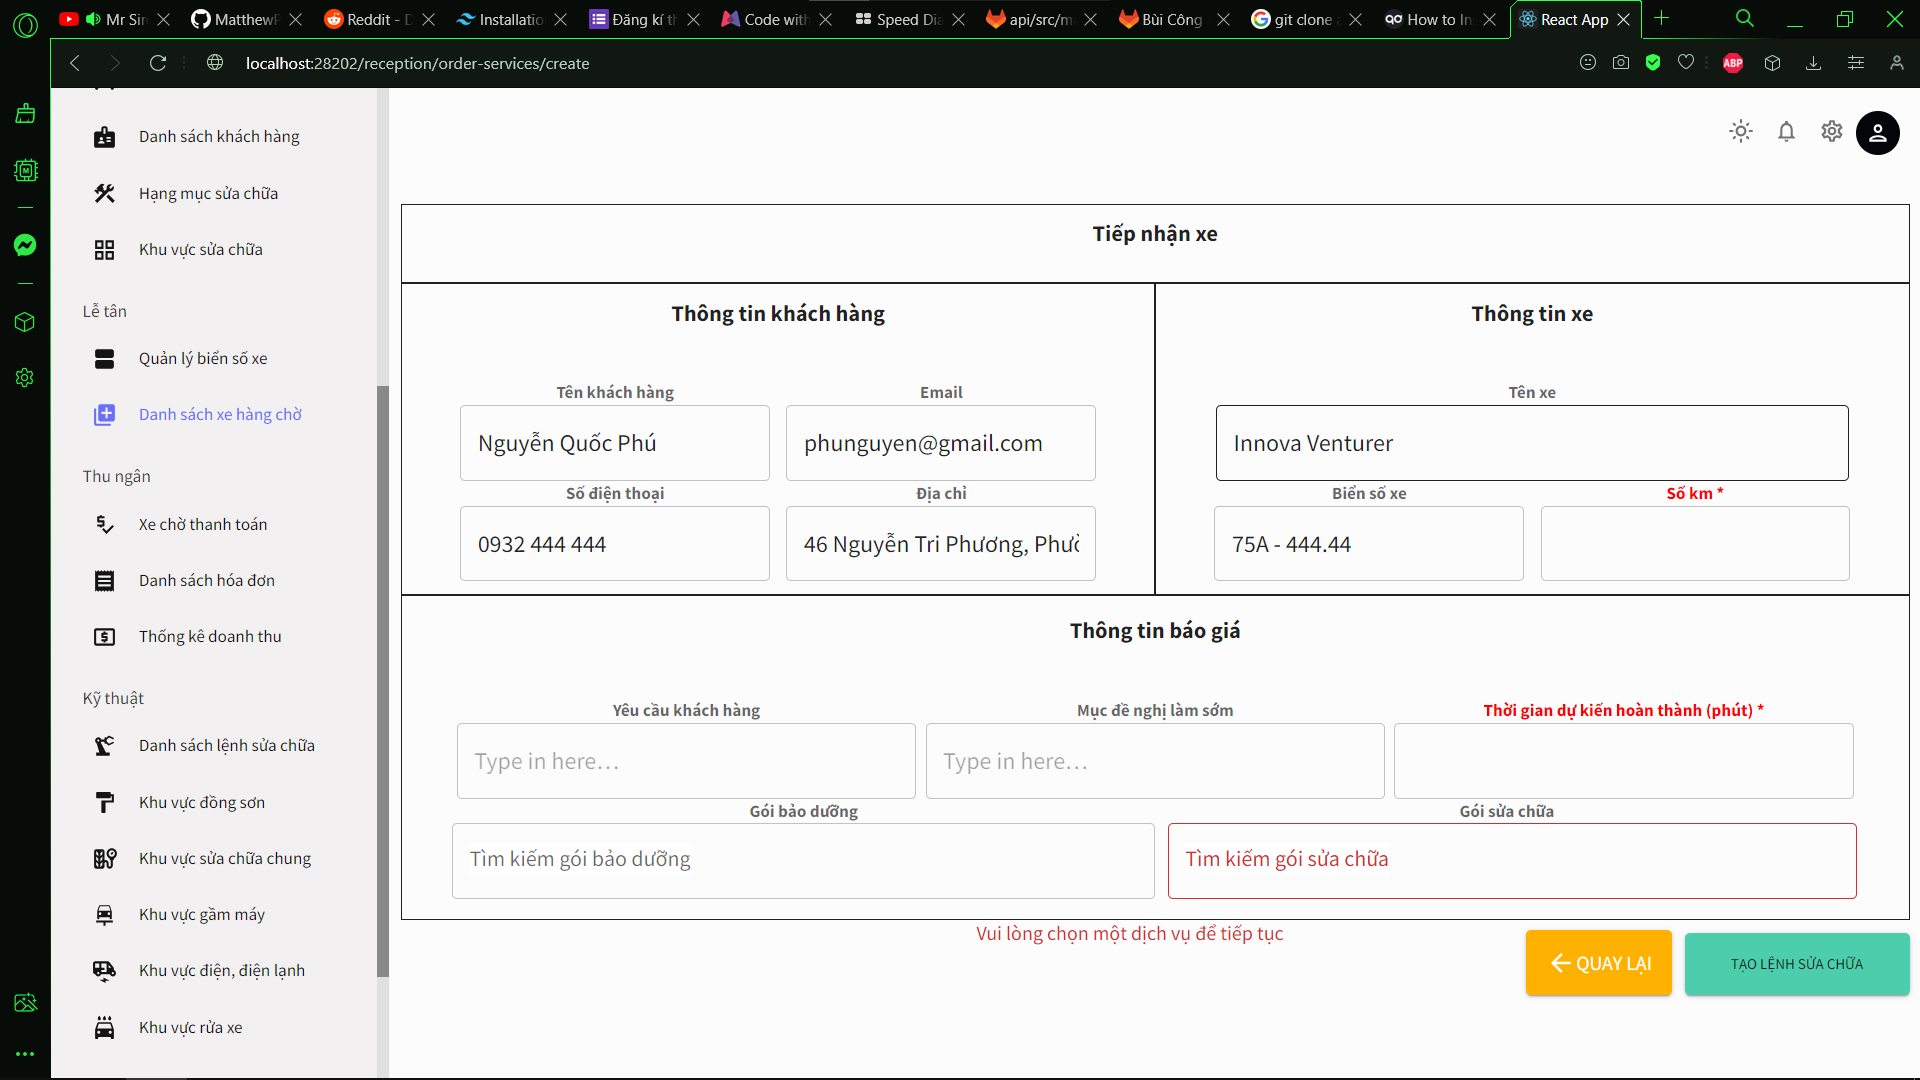 Mr Sir
MatthewP
Reddit - D
Installatio
Đăng kí th
Code with
Speed Dia
api/src/m
Bùi Công
git clone
How to In
React App
localhost:28202/reception/order-services/create
ABP
Danh sách khách hàng
Hạng mục sửa chữa
Khu vực sửa chữa
Lễ tân
Quản lý biển số xe
Danh sách xe hàng chờ
Thu ngân
Xe chờ thanh toán
Danh sách hóa đơn
Thống kê doanh thu
Kỹ thuật
Danh sách lệnh sửa chữa
Khu vực đồng sơn
Khu vực sửa chữa chung
Khu vực gầm máy
Khu vực điện, điện lạnh
Khu vực rửa xe
Tiếp nhận xe
Thông tin khách hàng
Tên khách hàng
Email
Nguyễn Quốc Phú
phunguyen@gmail.com
Số điện thoại
Địa chỉ
0932 444 444
46 Nguyễn Tri Phương, Phườ
Thông tin xe
Tên xe
Innova Venturer
Biển số xe
Số km *
75A - 444.44
Thông tin báo giá
Yêu cầu khách hàng
Mục đề nghị làm sớm
Thời gian dự kiến hoàn thành (phút) *
Type in here…
Type in here…
Gói bảo dưỡng
Gói sửa chữa
Tìm kiếm gói bảo dưỡng
Tìm kiếm gói sửa chữa
Vui lòng chọn một dịch vụ để tiếp tục
QUAY LẠI
TẠO LỆNH SỬA CHỮA